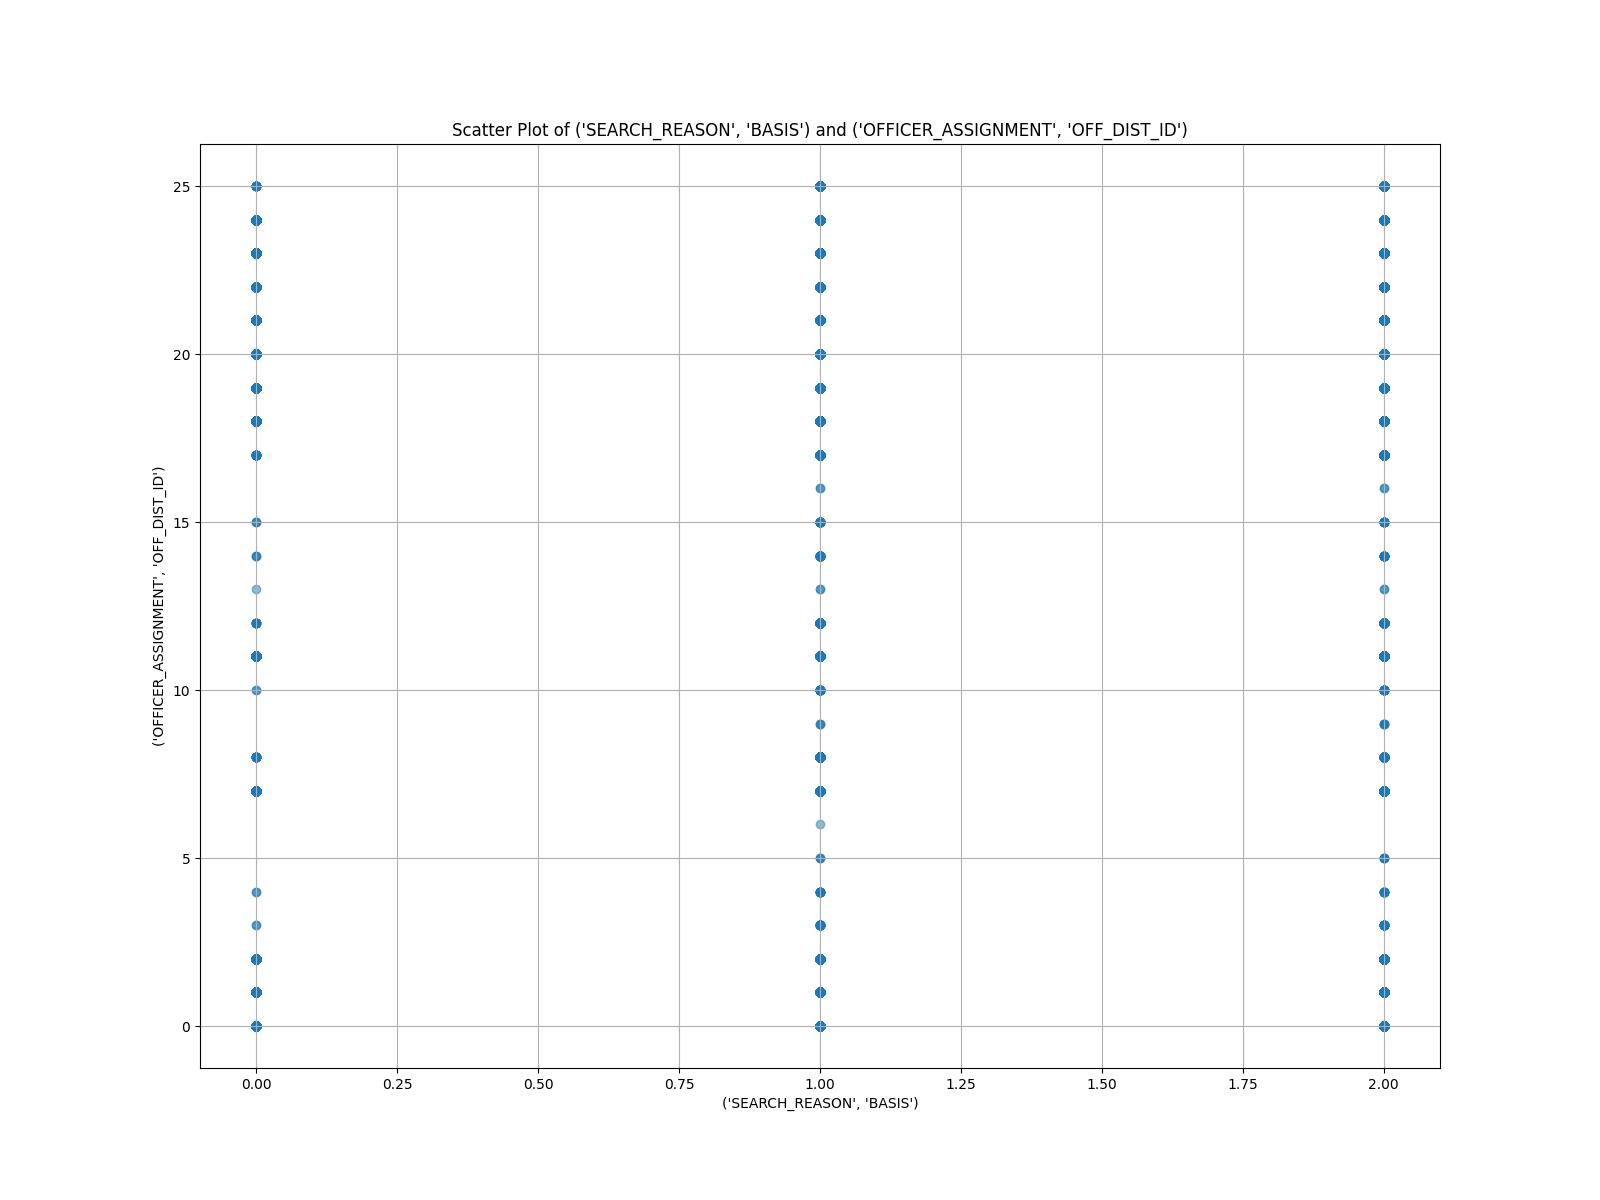 Scatter Plot of ('SEARCH_REASON', 'BASIS') and ('OFFICER_ASSIGNMENT', 'OFF_DIST_ID')
('OFFICER_ASSIGNMENT', 'OFF_DIST_ID')
25
20
15
10
5
0
0.00 0.25 0.50 0.75 1.00 1.25 1.50 1.75 2.00
('SEARCH_REASON', 'BASIS')